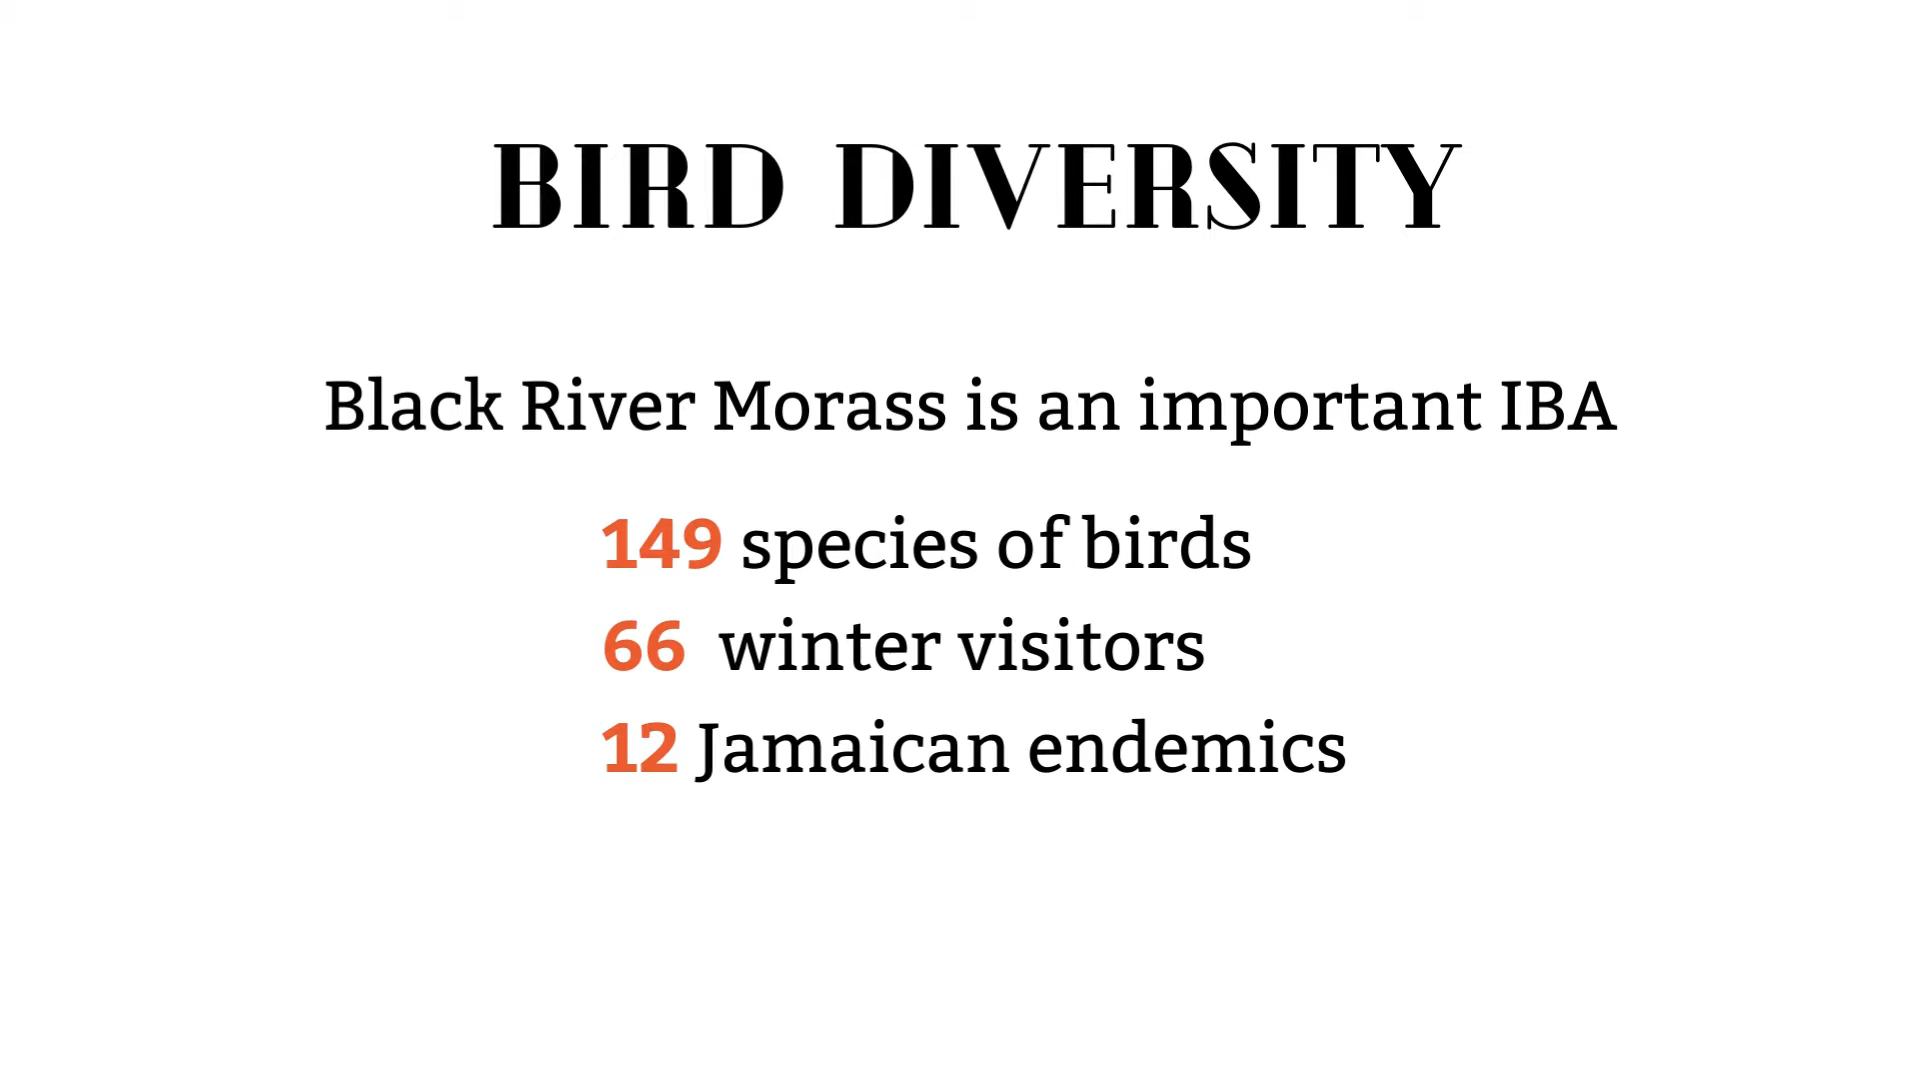 BIRD DIVERSITY
Black River Morass is an important IBA
149 species of birds
66 winter visitors
12 Jamaican endemics